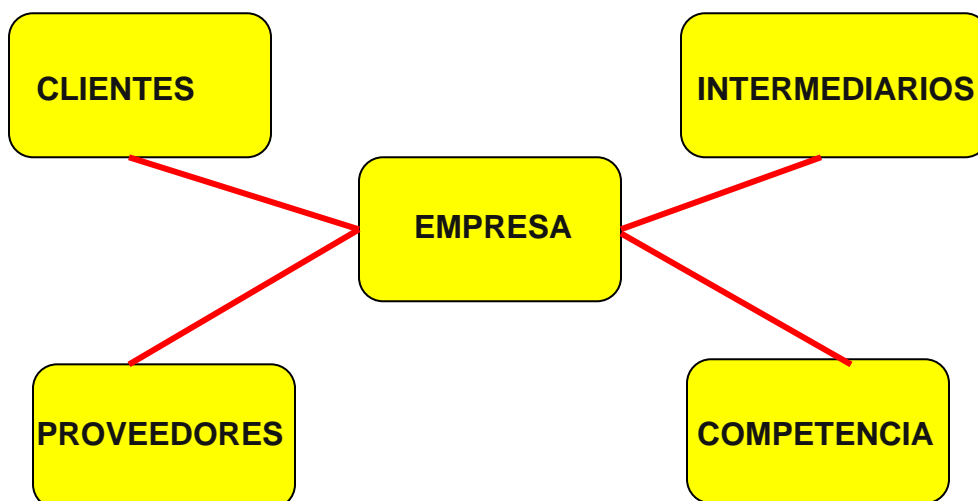 CLIENTES
INTERMEDIARIOS
EMPRESA
PROVEEDORES
COMPETENCIA